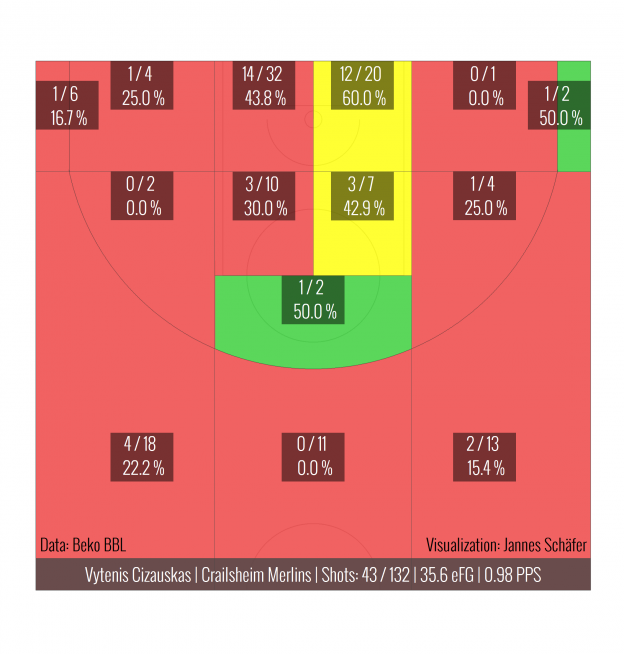 1 / 4
25.0 %
14 / 32
43.8 %
12 / 20
60.0 %
0 / 1
0.0 %
1 / 6
16.7 %
1 / 2
50.0 %
0 / 2
0.0 %
3 / 10
30.0 %
3 / 7
42.9 %
1 / 4
25.0 %
1 / 2
50.0 %
4 / 18
22.2 %
0 / 11
0.0 %
2 / 13
15.4 %
Data: Beko BBL
Visualization: Jannes Schäfer
Vytenis Cizauskas | Crailsheim Merlins | Shots: 43 / 132 | 35.6 eFG | 0.98 PPS